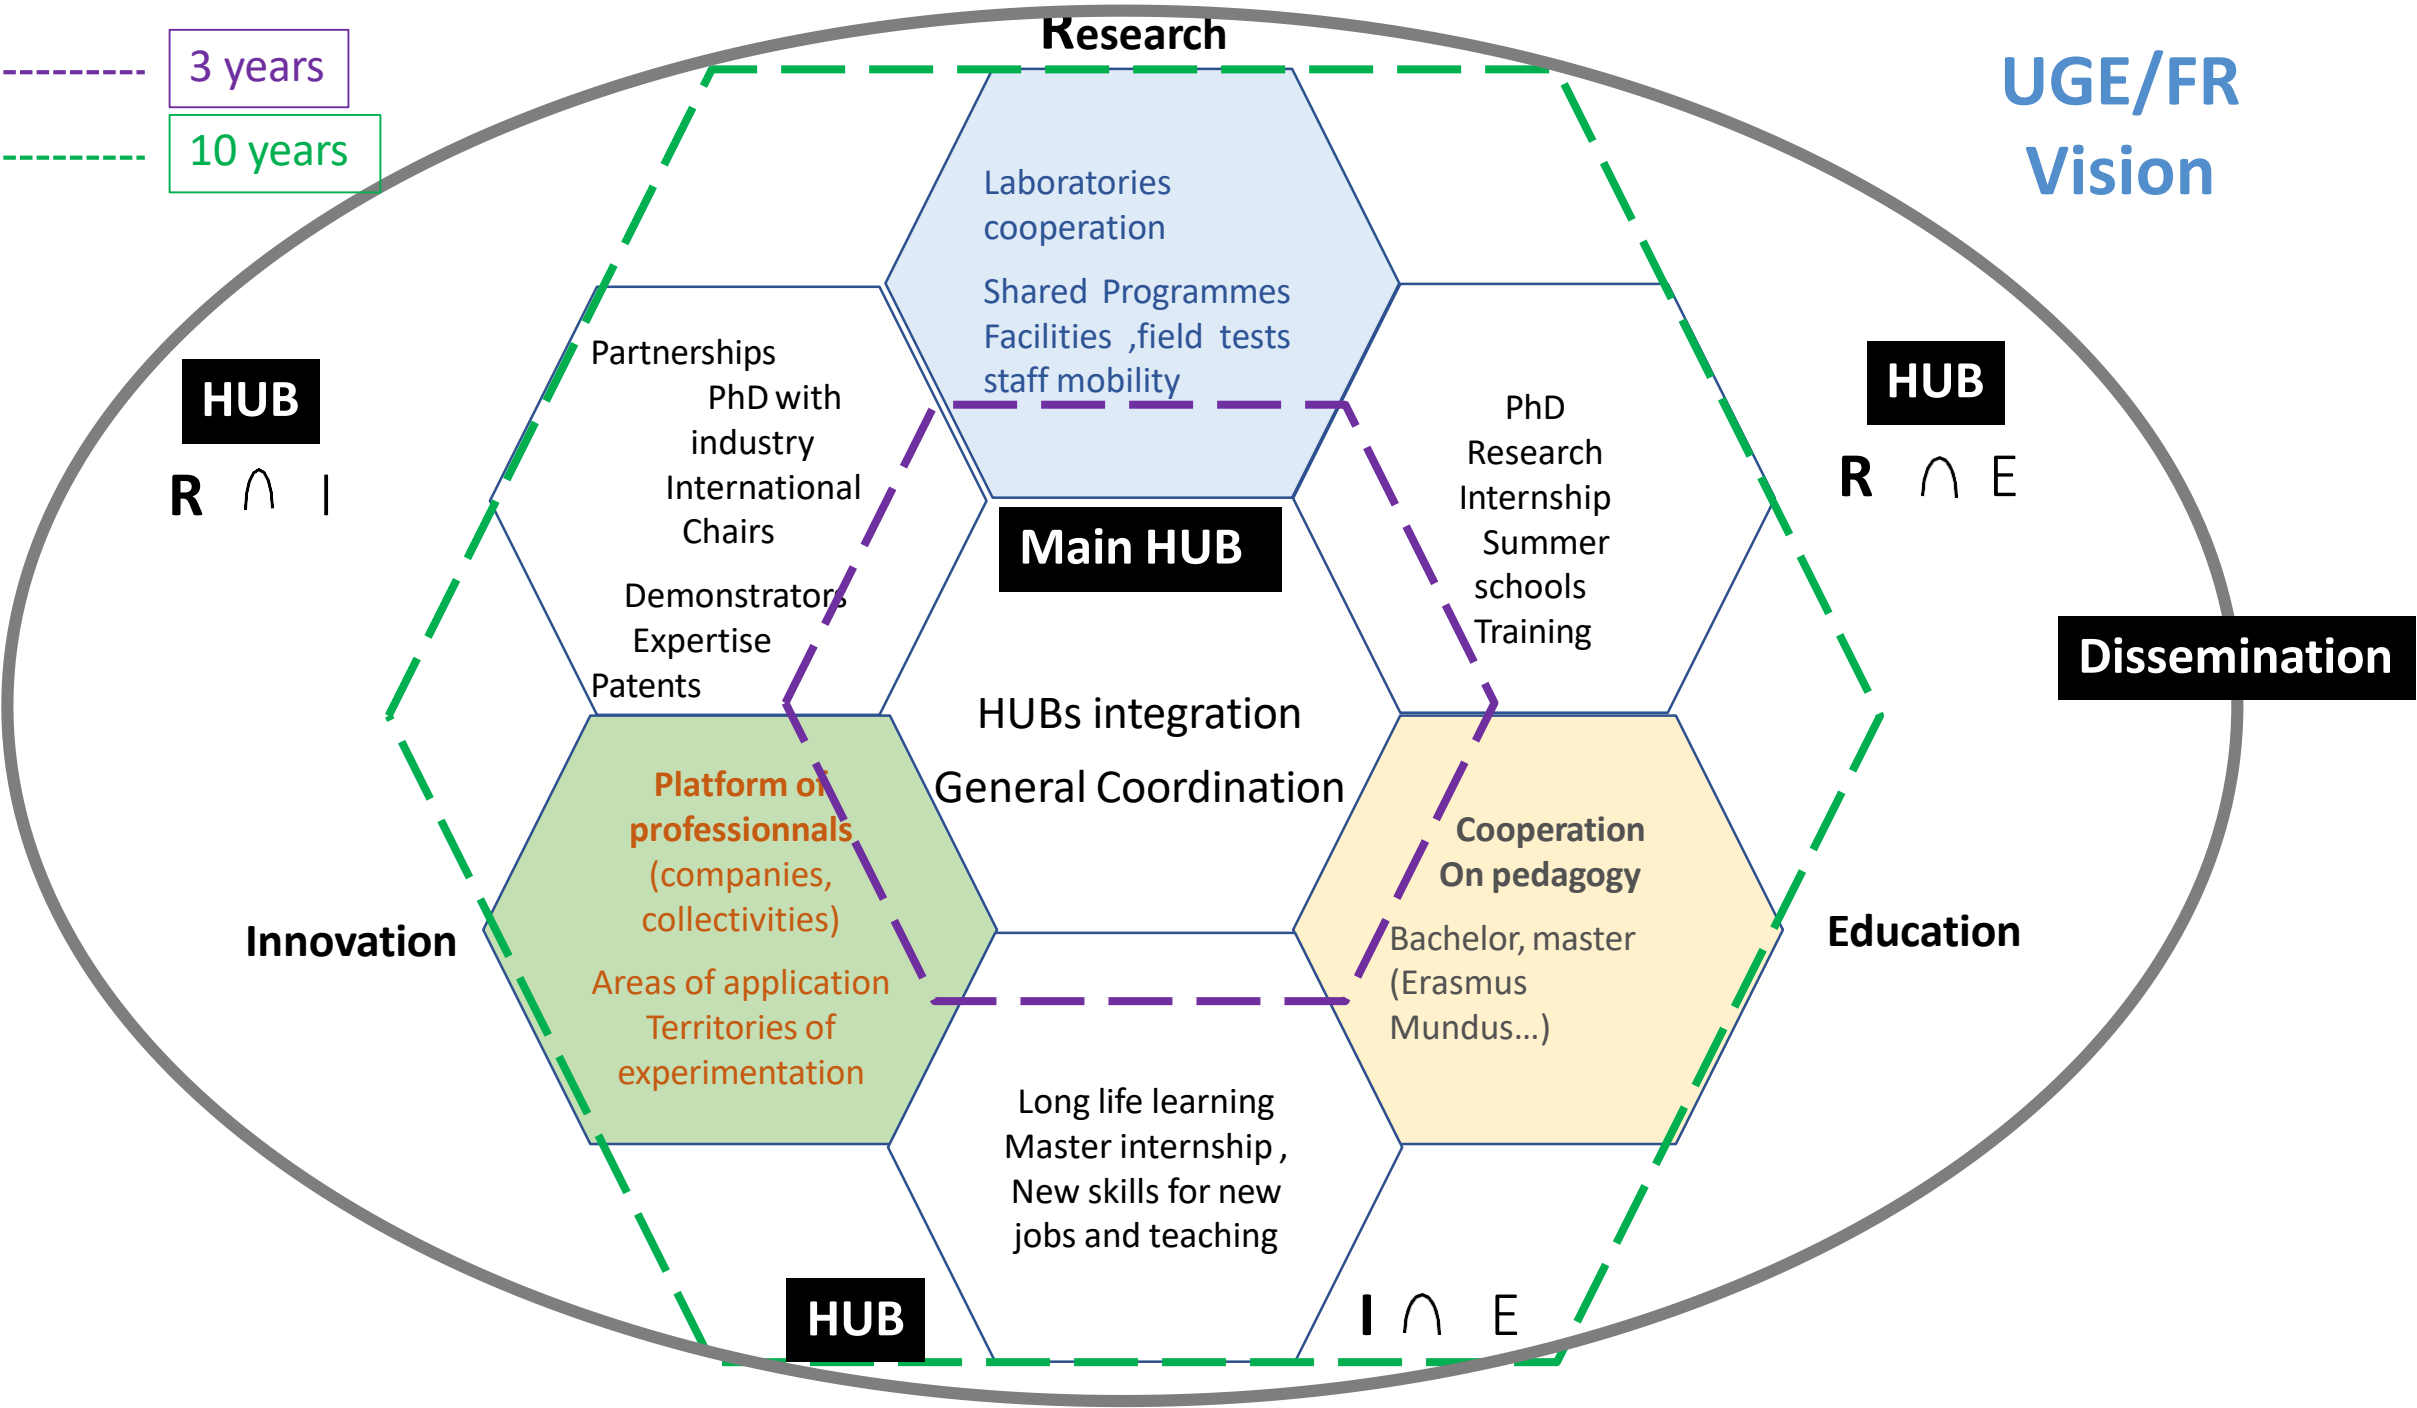 3 years
10 years
Research
UGE/FR
Vision
Laboratories
cooperation
Shared Programmes
Facilities ,field tests
staff mobility
Partnerships
PhD with
industry
International
Chairs
Demonstrators
Expertise
Patents
HUB
R ∩ I
PhD
Research
Internship
Summer
schools
Training
HUB
R ∩ E
Main HUB
HUBs integration
General Coordination
Dissemination
Platform of
professionnals
(companies,
collectivities)
Areas of application
Territories of
experimentation
Innovation
Cooperation
On pedagogy
Bachelor, master
(Erasmus
Mundus...)
Education
Long life learning
Master internship ,
New skills for new
jobs and teaching
HUB
I ∩ E